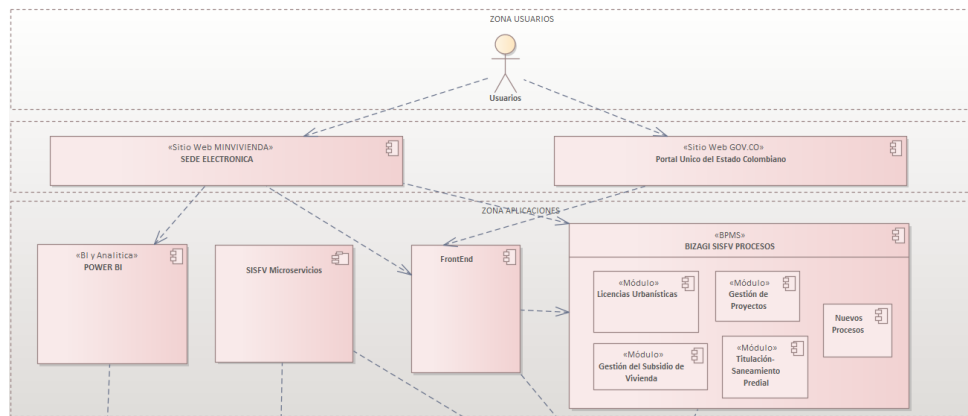 ZONA USUARIOS
Usuarios
«Sitio Web MINVIVIENDA»
SEDE ELECTRONICA
«Sitio Web GOV.CO»
Portal Unico del Estado Colombiano
ZONA APLICACIONES
«BI y Analítica»
POWER BI
SISFV Microservicios
FrontEnd
«BPMS»
BIZAGI SISFV PROCESOS
«Módulo»
Licencias Urbanísticas
«Módulo»
Gestión de
Proyectos
Nuevos
Procesos
«Módulo»
Gestión del Subsidio de
Vivienda
«Módulo»
Titulación-
Saneamiento
Predial